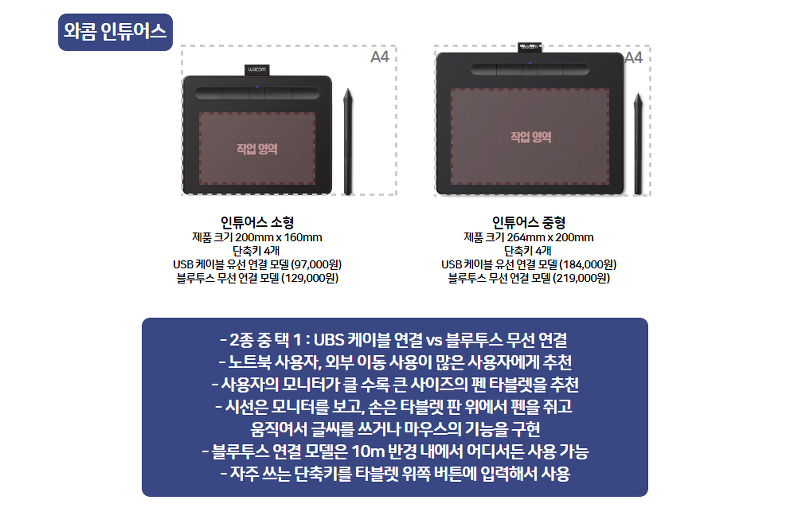 와콤 인튜어스
A4
wacom
작업 영역
A4
wacom
작업 영역
인튜어스 소형
제품 크기 200mm x 160mm
단축키 4개
USB 케이블 유선 연결 모델 (97,000원)
블루투스 무선 연결 모델 (129,000원)
인튜어스 중형
제품 크기 264mm x 200mm
단축키 4개
USB 케이블 유선 연결 모델 (184,000원)
블루투스 무선 연결 모델 (219,000원)
- 2종 중 택 1 : UBS 케이블 연결 vs 블루투스 무선 연결
- 노트북 사용자, 외부 이동 사용이 많은 사용자에게 추천
- 사용자의 모니터가 클 수록 큰 사이즈의 펜 타블렛을 추천
- 시선은 모니터를 보고, 손은 타블렛 판 위에서 펜을 쥐고
움직여서 글씨를 쓰거나 마우스의 기능을 구현
- 블루투스 연결 모델은 10m 반경 내에서 어디서든 사용 가능
- 자주 쓰는 단축키를 타블렛 위쪽 버튼에 입력해서 사용